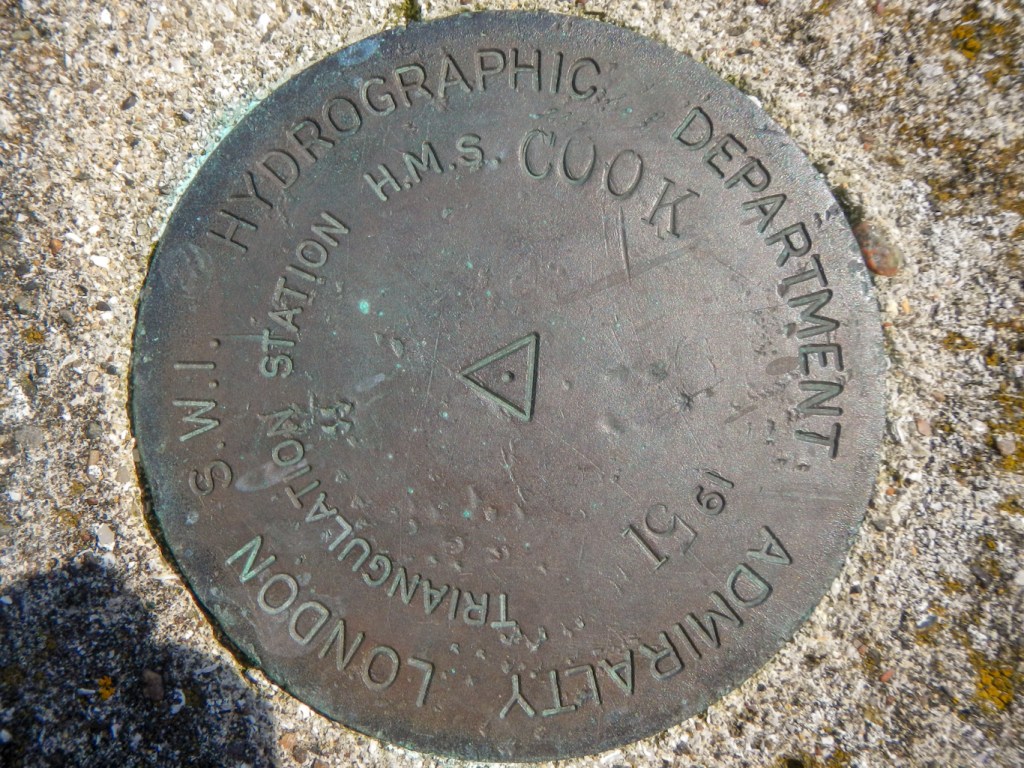 HYDROGRAPHIC DEPARTMENT
ADMIRALTY LONDON S.W.1.
TRIANGULATION STATION H.M.S. COOK
1951